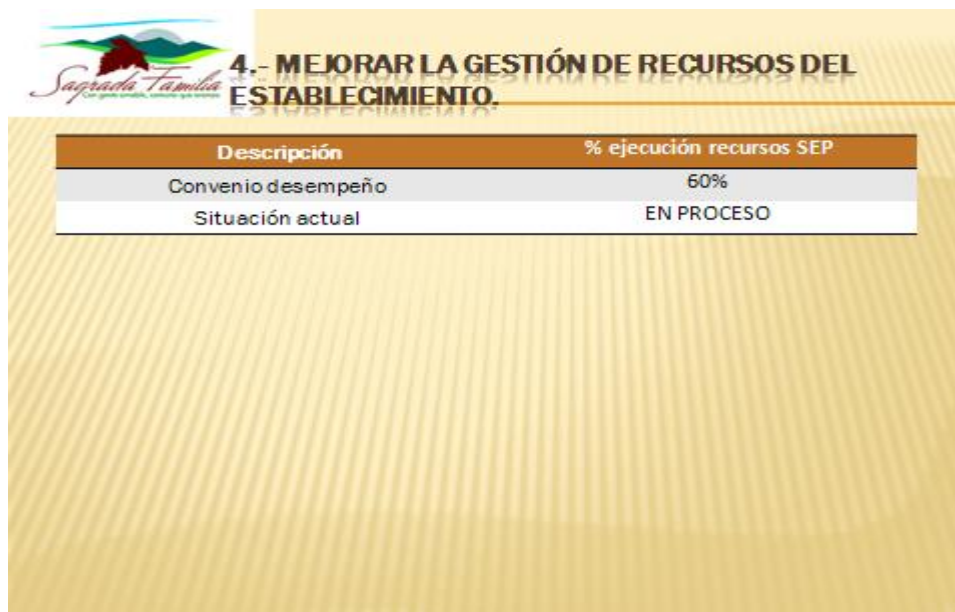 Sagrada Familia
4.- MEJORAR LA GESTIÓN DE RECURSOS DEL
ESTABLECIMIENTO.
Descripción % ejecución recursos SEP
Convenio desempeño 60%
Situación actual EN PROCESO